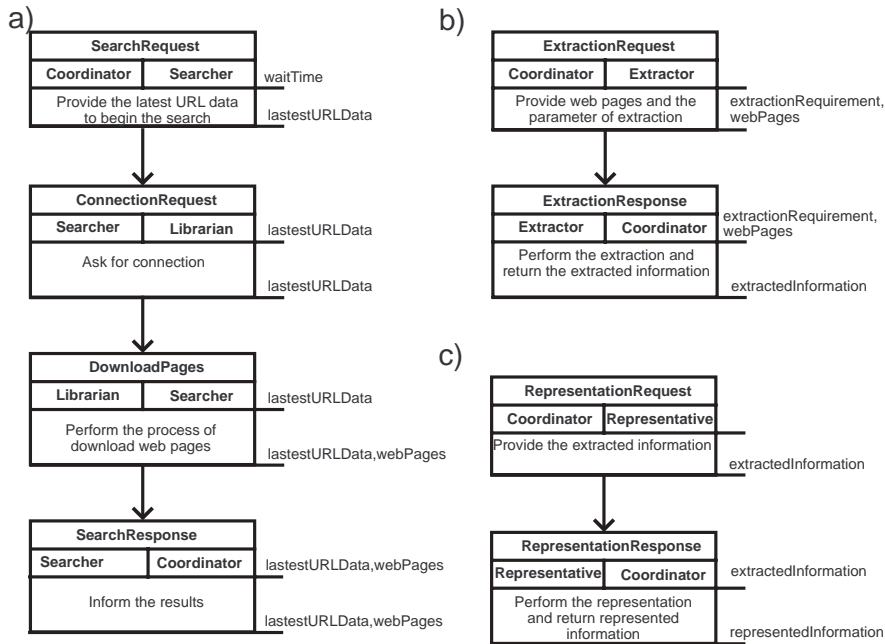 a)
SearchRequest
Coordinator Searcher
waitTime
Provide the latest URL data
to begin the search
lastestURLData
ConnectionRequest
Searcher Librarian
lastestURLData
Ask for connection
lastestURLData
DownloadPages
Librarian Searcher
lastestURLData
Perform the process of
download web pages
lastestURLData,webPages
SearchResponse
Searcher Coordinator
lastestURLData,webPages
Inform the results
lastestURLData,webPages
b)
ExtractionRequest
Coordinator Extractor
Provide web pages and the
parameter of extraction
extractionRequirement,
webPages
ExtractionResponse
Extractor Coordinator
extractionRequirement,
webPages
Perform the extraction and
return the extracted information
extractedInformation
c)
RepresentationRequest
Coordinator Representative
Provide the extracted information
extractedInformation
RepresentationResponse
Representative Coordinator
extractedInformation
Perform the representation
and return represented
information
representedInformation